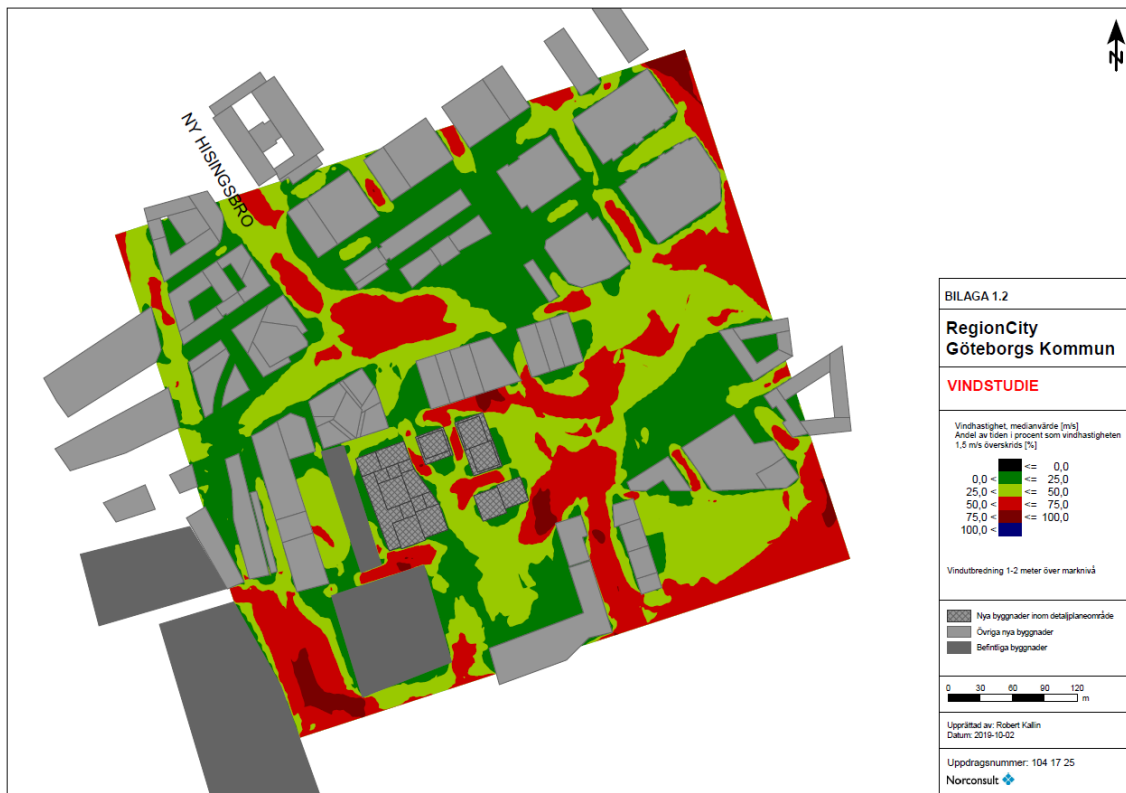 N
NY HISINGSBRO
BILAGA 1.2
RegionCity
Göteborgs Kommun
VINDSTUDIE
Vindhastighet, medianvärde [m/s]
Andel av tiden i procent som vindhastigheten
1,5 m/s överskrids [%]
<= 0,0
0,0 < <= 25,0
25,0 < <= 50,0
50,0 < <= 75,0
75,0 < <= 100,0
100,0 <
Vindutbredning 1-2 meter över marknivå
Nya byggnader inom detaljplaneområde
Övriga nya byggnader
Befintliga byggnader
0 30 60 90 120
m
Upprättad av: Robert Kallin
Datum: 2019-10-02
Uppdragsnummer: 104 17 25
Norconsult